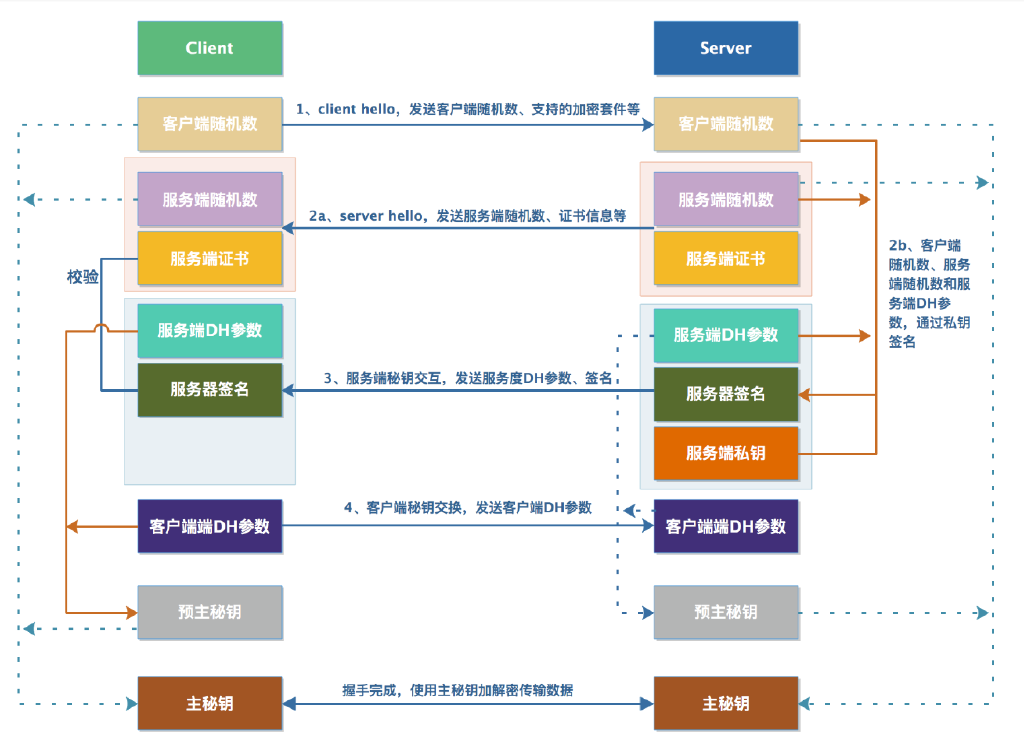 Client
Server
客户端随机数
1、client hello，发送客户端随机数、支持的加密套件等
客户端随机数
服务端随机数
2a、server hello，发送服务端随机数、证书信息等
服务端随机数
服务端证书
服务端证书
校验
2b、客户端
随机数、服务
端随机数和服
务端DH参
数，通过私钥
签名
服务端DH参数
服务端DH参数
服务器签名
3、服务端秘钥交互，发送服务度DH参数、签名
服务器签名
服务端私钥
客户端端DH参数
4、客户端秘钥交换，发送客户端DH参数
客户端端DH参数
预主秘钥
预主秘钥
主秘钥
握手完成，使用主秘钥加解密传输数据
主秘钥